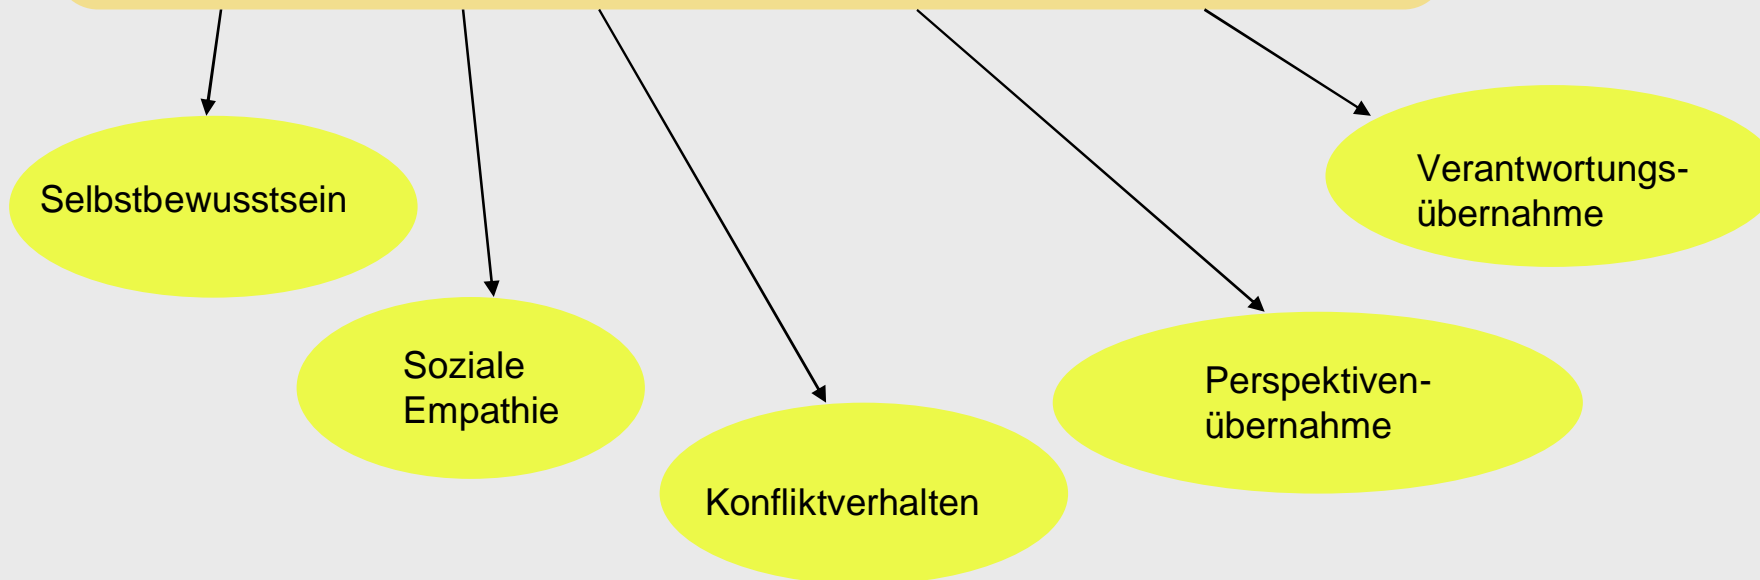 Selbstbewusstsein
Soziale
Empathie
Konfliktverhalten
Perspektiven-
übernahme
Verantwortungs-
übernahme